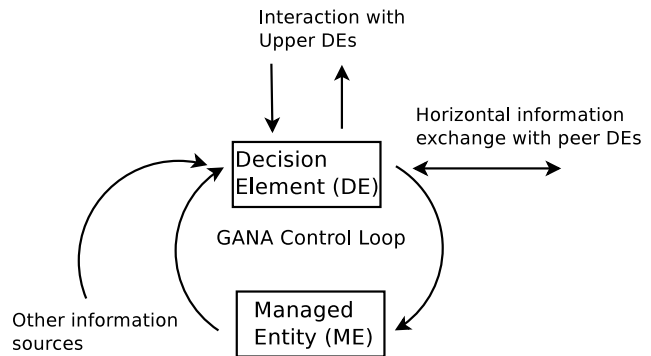 Interaction with
Upper DEs
Horizontal information
exchange with peer DEs
Decision
Element (DE)
GANA Control Loop
Managed
Entity (ME)
Other information
sources